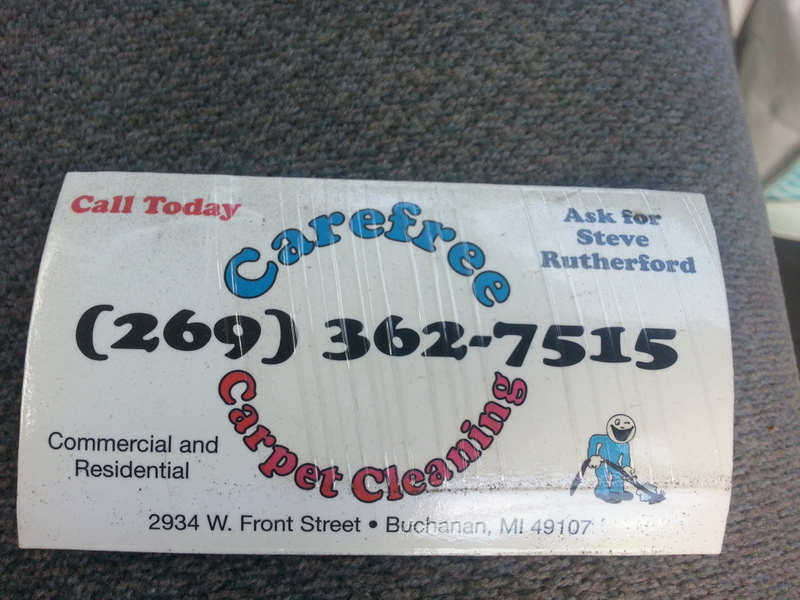 Call Today
Carefree
Ask for
Steve
Rutherford
(269) 362-7515
Carpet Cleaning
Commercial and
Residential
2934 W. Front Street • Buchanan, MI 49107